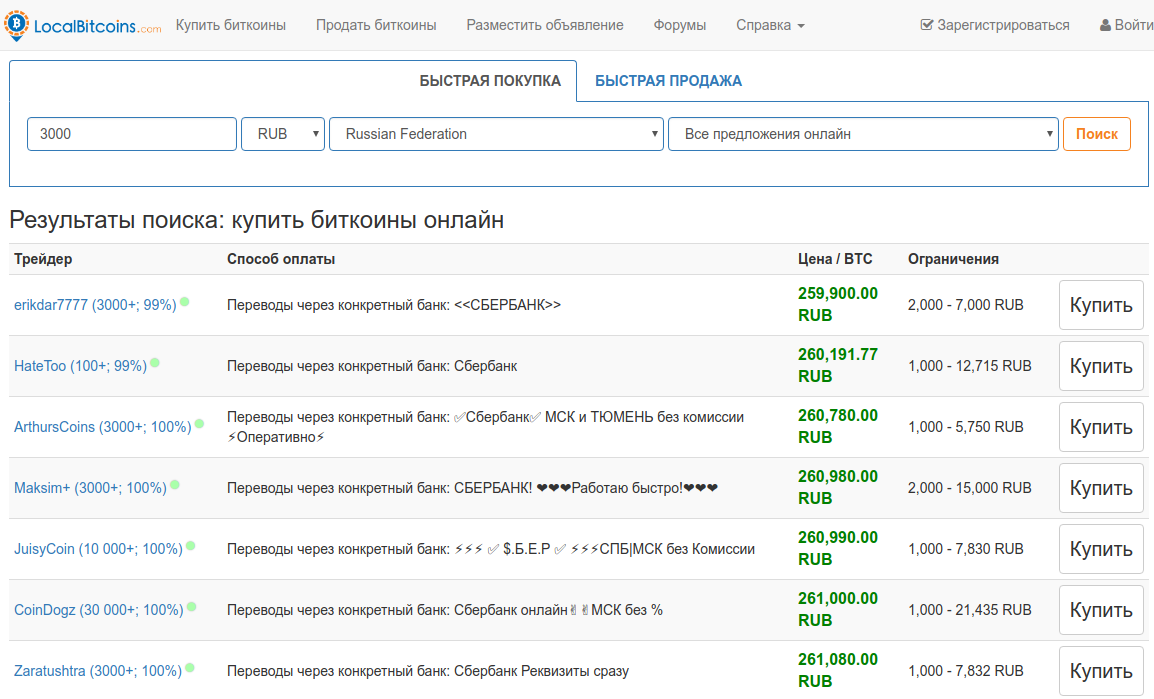 LocalBitcoins.com Купить биткоины Продать биткоины Разместить объявление Форумы Справка Зарегистрироваться Войти
БЫСТРАЯ ПОКУПКА БЫСТРАЯ ПРОДАЖА
3000 RUB Russian Federation Все предложения онлайн Поиск
Результаты поиска: купить биткоины онлайн
Трейдер Способ оплаты Цена / BTC Ограничения
erikdar7777 (3000+; 99%) Переводы через конкретный банк: <<СБЕРБАНК>> 259,900.00 RUB 2,000 - 7,000 RUB Купить
HateToo (100+; 99%) Переводы через конкретный банк: Сбербанк 260,191.77 RUB 1,000 - 12,715 RUB Купить
ArthursCoins (3000+; 100%) Переводы через конкретный банк: ✅Сбербанк✅ МСК и ТЮМЕНЬ без комиссии ⚡Оперативно⚡ 260,780.00 RUB 1,000 - 5,750 RUB Купить
Maksim+ (3000+; 100%) Переводы через конкретный банк: СБЕРБАНК! ❤❤❤Работаю быстро!❤❤❤ 260,980.00 RUB 2,000 - 15,000 RUB Купить
JuisyCoin (10 000+; 100%) Переводы через конкретный банк: ⚡⚡⚡ ✅ $.Б.Е.Р ✅ ⚡⚡⚡СПБ|МСК без Комиссии 260,990.00 RUB 1,000 - 7,830 RUB Купить
CoinDogz (30 000+; 100%) Переводы через конкретный банк: Сбербанк онлайн✌✌МСК без % 261,000.00 RUB 1,000 - 21,435 RUB Купить
Zaratushtra (3000+; 100%) Переводы через конкретный банк: Сбербанк Реквизиты сразу 261,080.00 RUB 1,000 - 7,832 RUB Купить